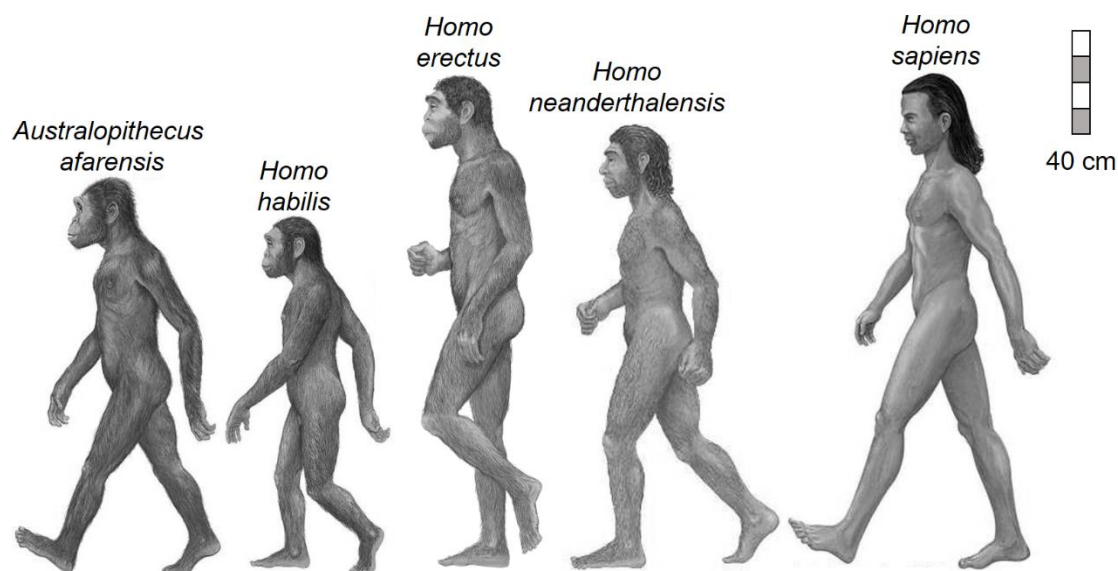 Australopithecus
afarensis
Homo
habilis
Homo
erectus
Homo
neanderthalensis
Homo
sapiens
40 cm